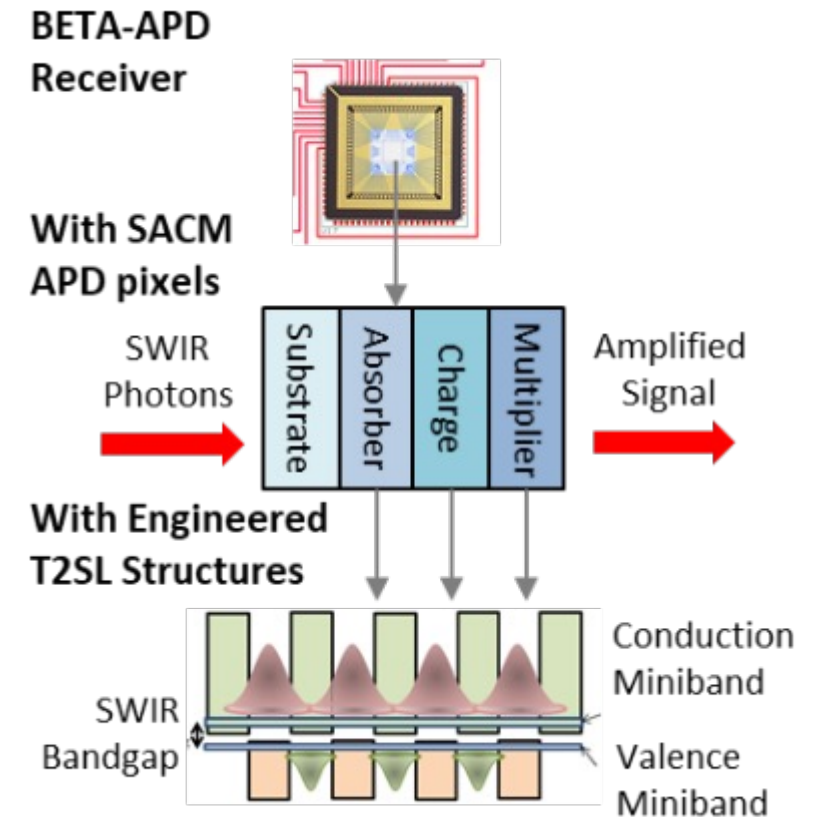 BETA-APD
Receiver
With SACM
APD pixels
SWIR
Photons
Substrate
Absorber
Charge
Multiplier
Amplified
Signal
With Engineered
T2SL Structures
Conduction
Miniband
SWIR
Bandgap
Valence
Miniband